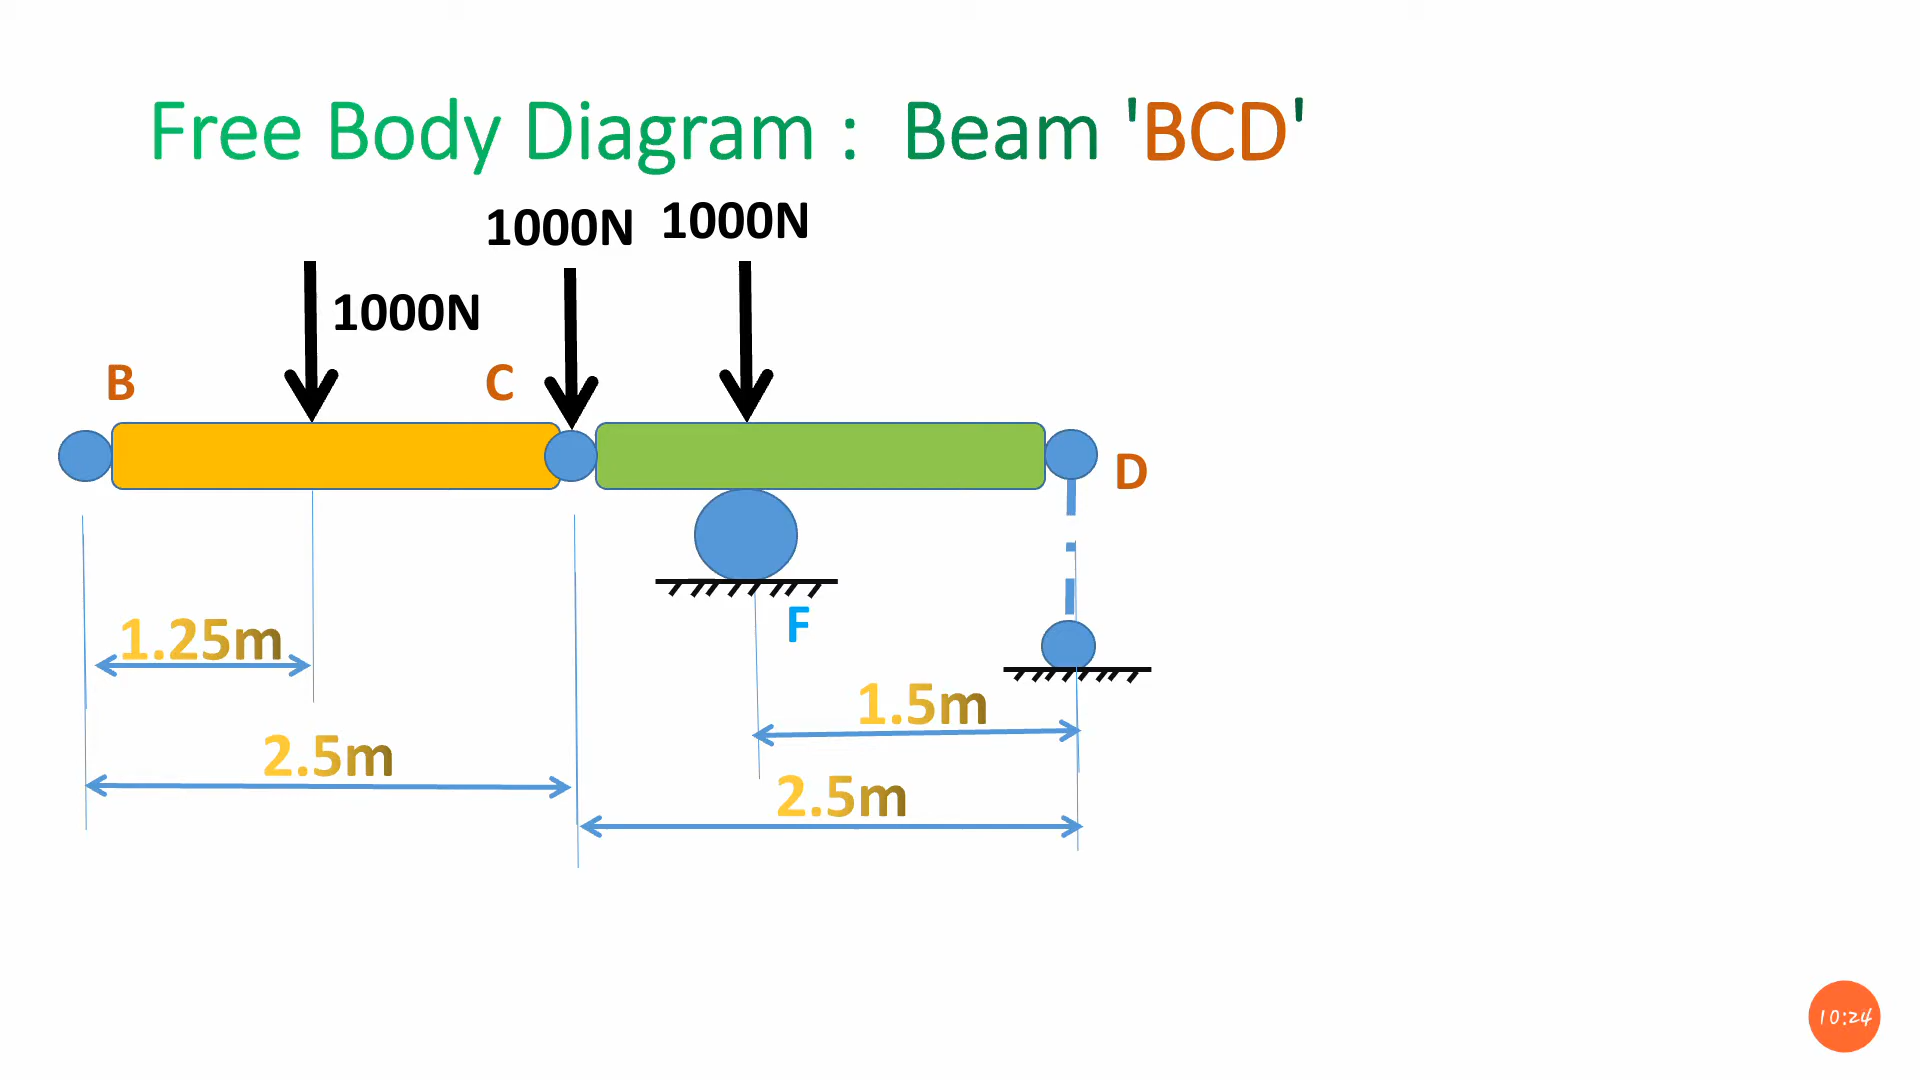 Free Body Diagram : Beam 'BCD'
1000N 1000N
1000N
B C
D
F
1.25m
1.5m
2.5m
2.5m
10:24